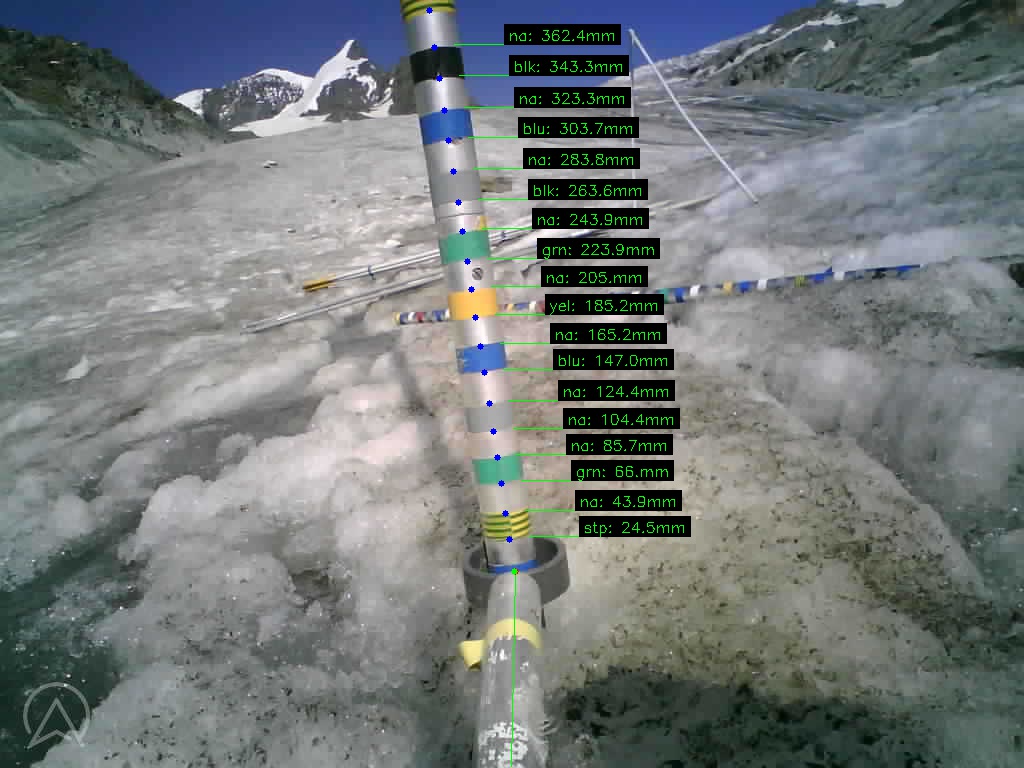 na: 362.4mm
blk: 343.3mm
na: 323.3mm
blu: 303.7mm
na: 283.8mm
blk: 263.6mm
na: 243.9mm
grn: 223.9mm
na: 205.mm
yel: 185.2mm
na: 165.2mm
blu: 147.0mm
na: 124.4mm
na: 104.4mm
na: 85.7mm
grn: 66.mm
na: 43.9mm
stp: 24.5mm